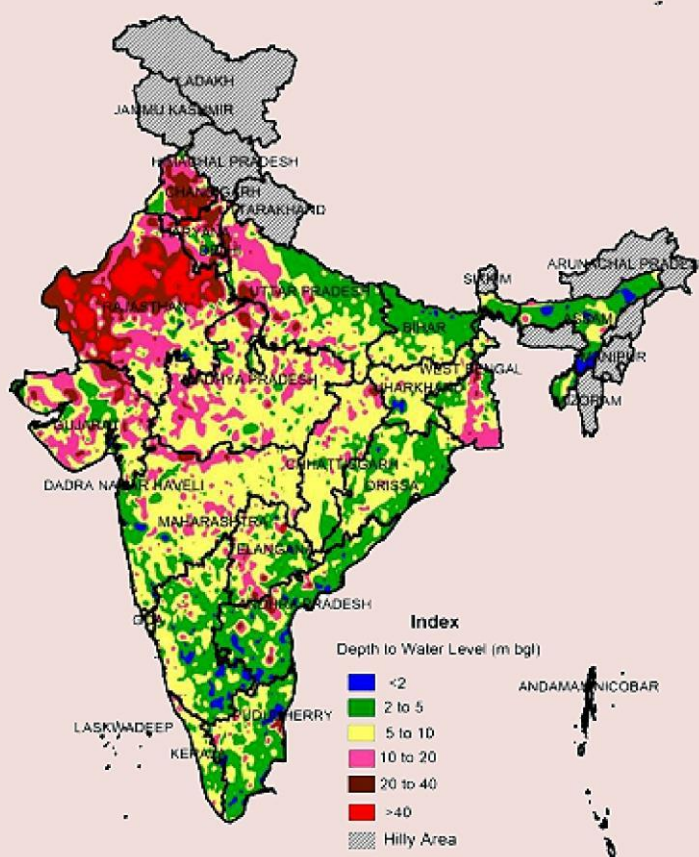 LADAKH
JAMMU KASHMIR
HIMACHAL PRADESH
CHANDIGARH
UTTARAKHAND
HARYANA
DELHI
SIKKIM
ARUNACHAL PRADE
RAJASTHAN
UTTAR PRADESH
ASSAM
BIHAR
MANIPUR
MADHYA PRADESH
WEST BENGAL
JHARKHAND
MIZORAM
GUJARAT
CHHATTISGARH
DADRA NAGAR HAVELI
ORISSA
MAHARASHTRA
TELANGANA
ANDHRA PRADESH
GOA
Index
Depth to Water Level (m bgl)
<2
2 to 5
5 to 10
10 to 20
20 to 40
>40
Hilly Area
ANDAMAN NICOBAR
PUDUCHERRY
LASKWADEEP
KERALA